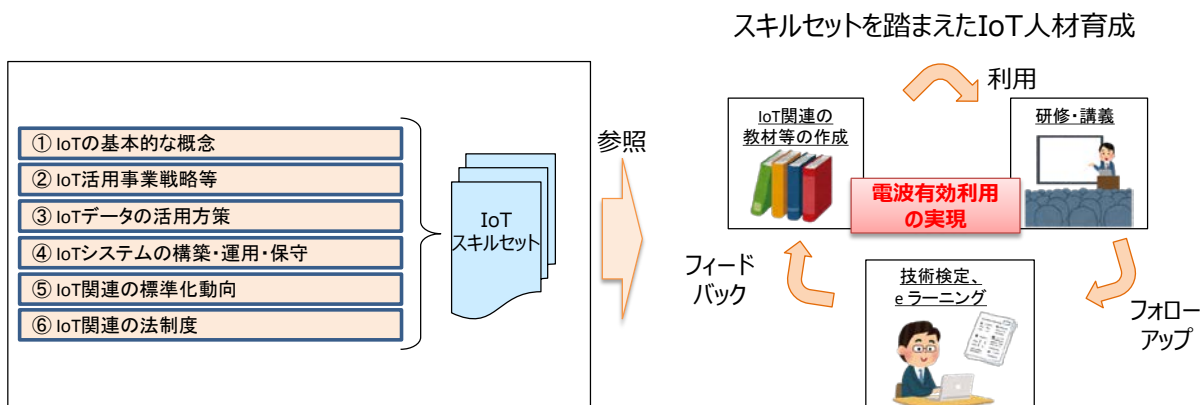 スキルセットを踏まえたIoT人材育成
① IoTの基本的な概念
② IoT活用事業戦略等
③ IoTデータの活用方策
④ IoTシステムの構築・運用・保守
⑤ IoT関連の標準化動向
⑥ IoT関連の法制度
IoT
スキルセット
参照
利用
IoT関連の
教材等の作成
研修・講義
電波有効利用
の実現
フィード
バック
技術検定、
e ラーニング
フォロー
アップ